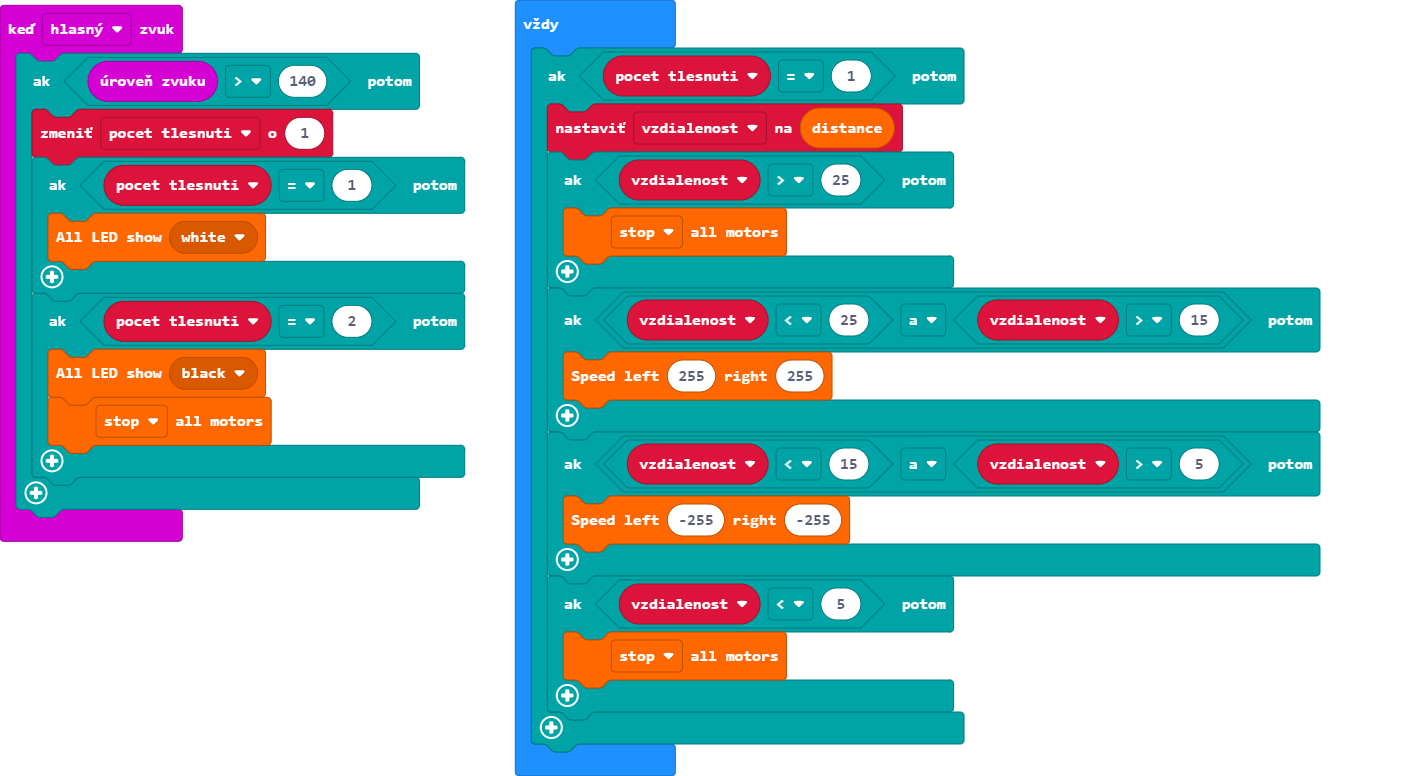 keď hlasný zvuk
ak úroveň zvuku > 140 potom
zmeniť pocet tlesnuti o 1
ak pocet tlesnuti = 1 potom
All LED show white
ak pocet tlesnuti = 2 potom
All LED show black
stop all motors
vždy
ak pocet tlesnuti = 1 potom
nastaviť vzdialenost na distance
ak vzdialenost > 25 potom
stop all motors
ak vzdialenost < 25 a vzdialenost > 15 potom
Speed left 255 right 255
ak vzdialenost < 15 a vzdialenost > 5 potom
Speed left -255 right -255
ak vzdialenost < 5 potom
stop all motors